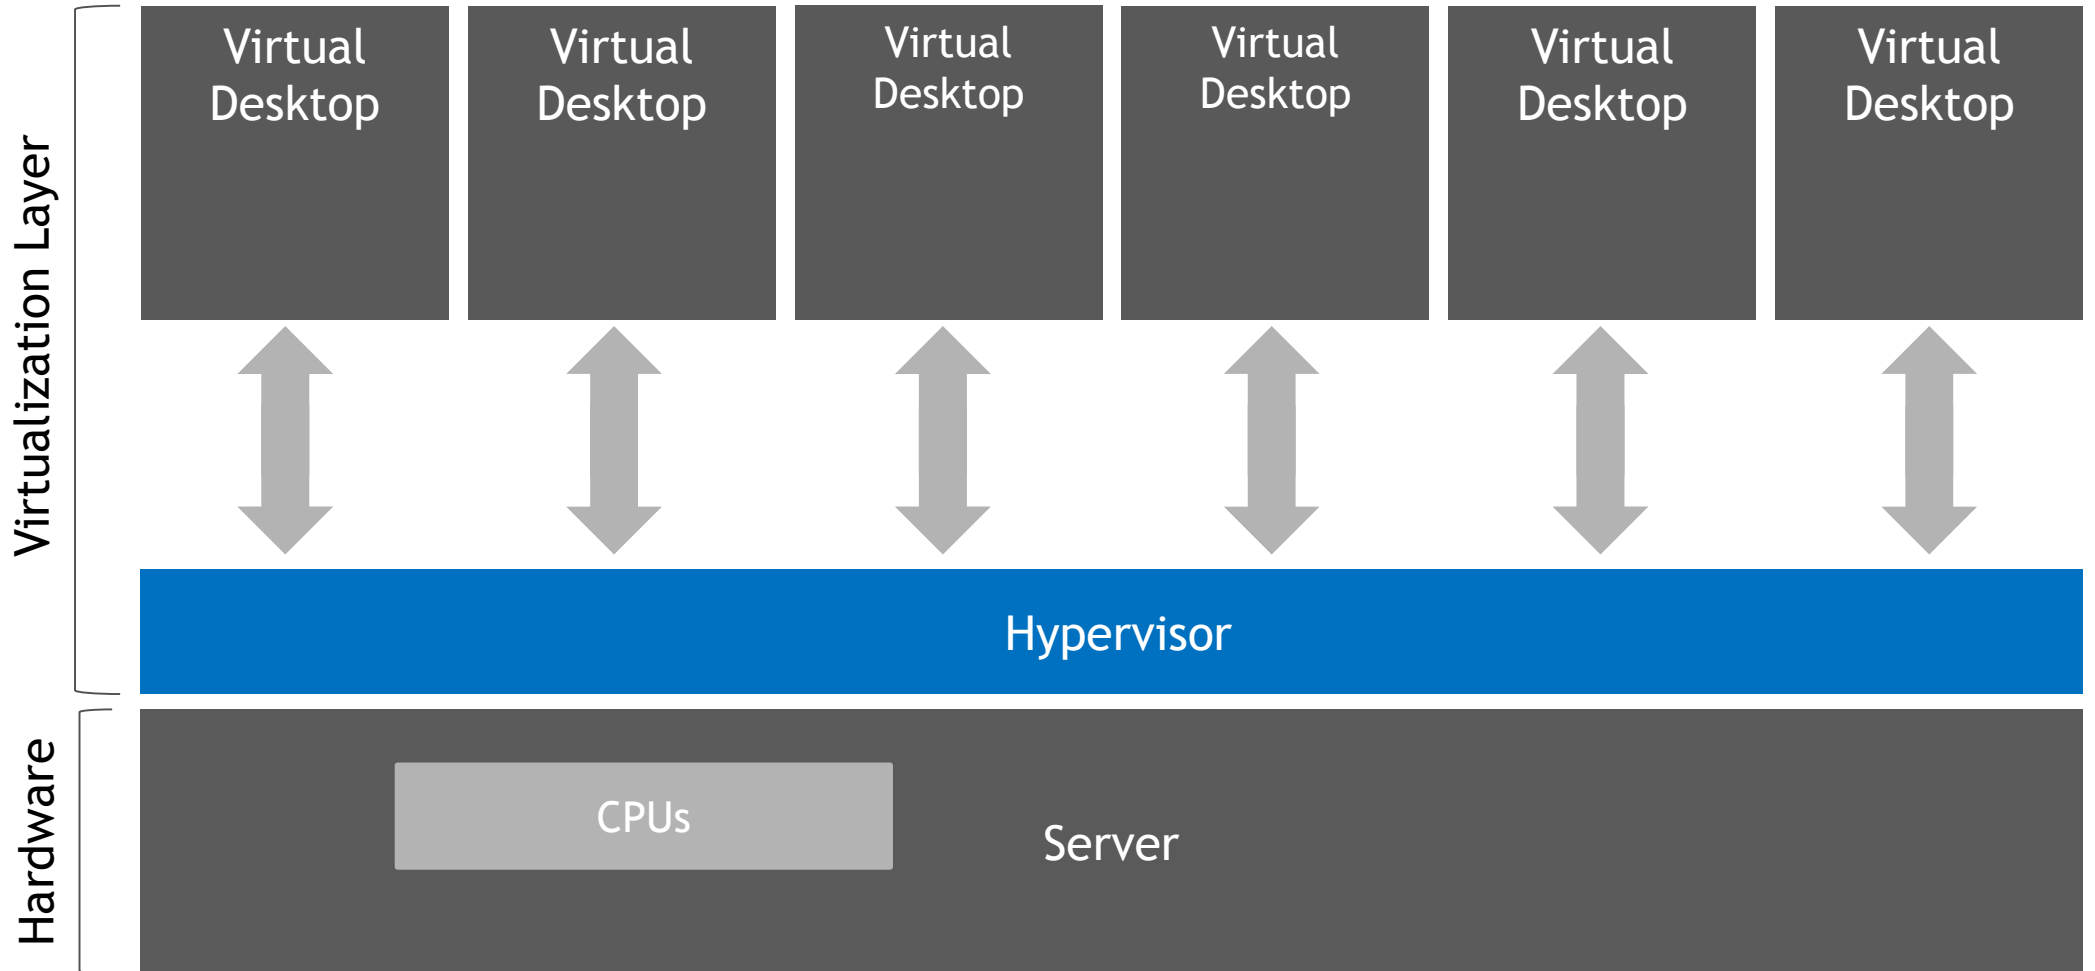 Virtualization Layer
Virtual
Desktop
Virtual
Desktop
Virtual
Desktop
Virtual
Desktop
Virtual
Desktop
Virtual
Desktop
Hypervisor
Hardware
CPUs
Server